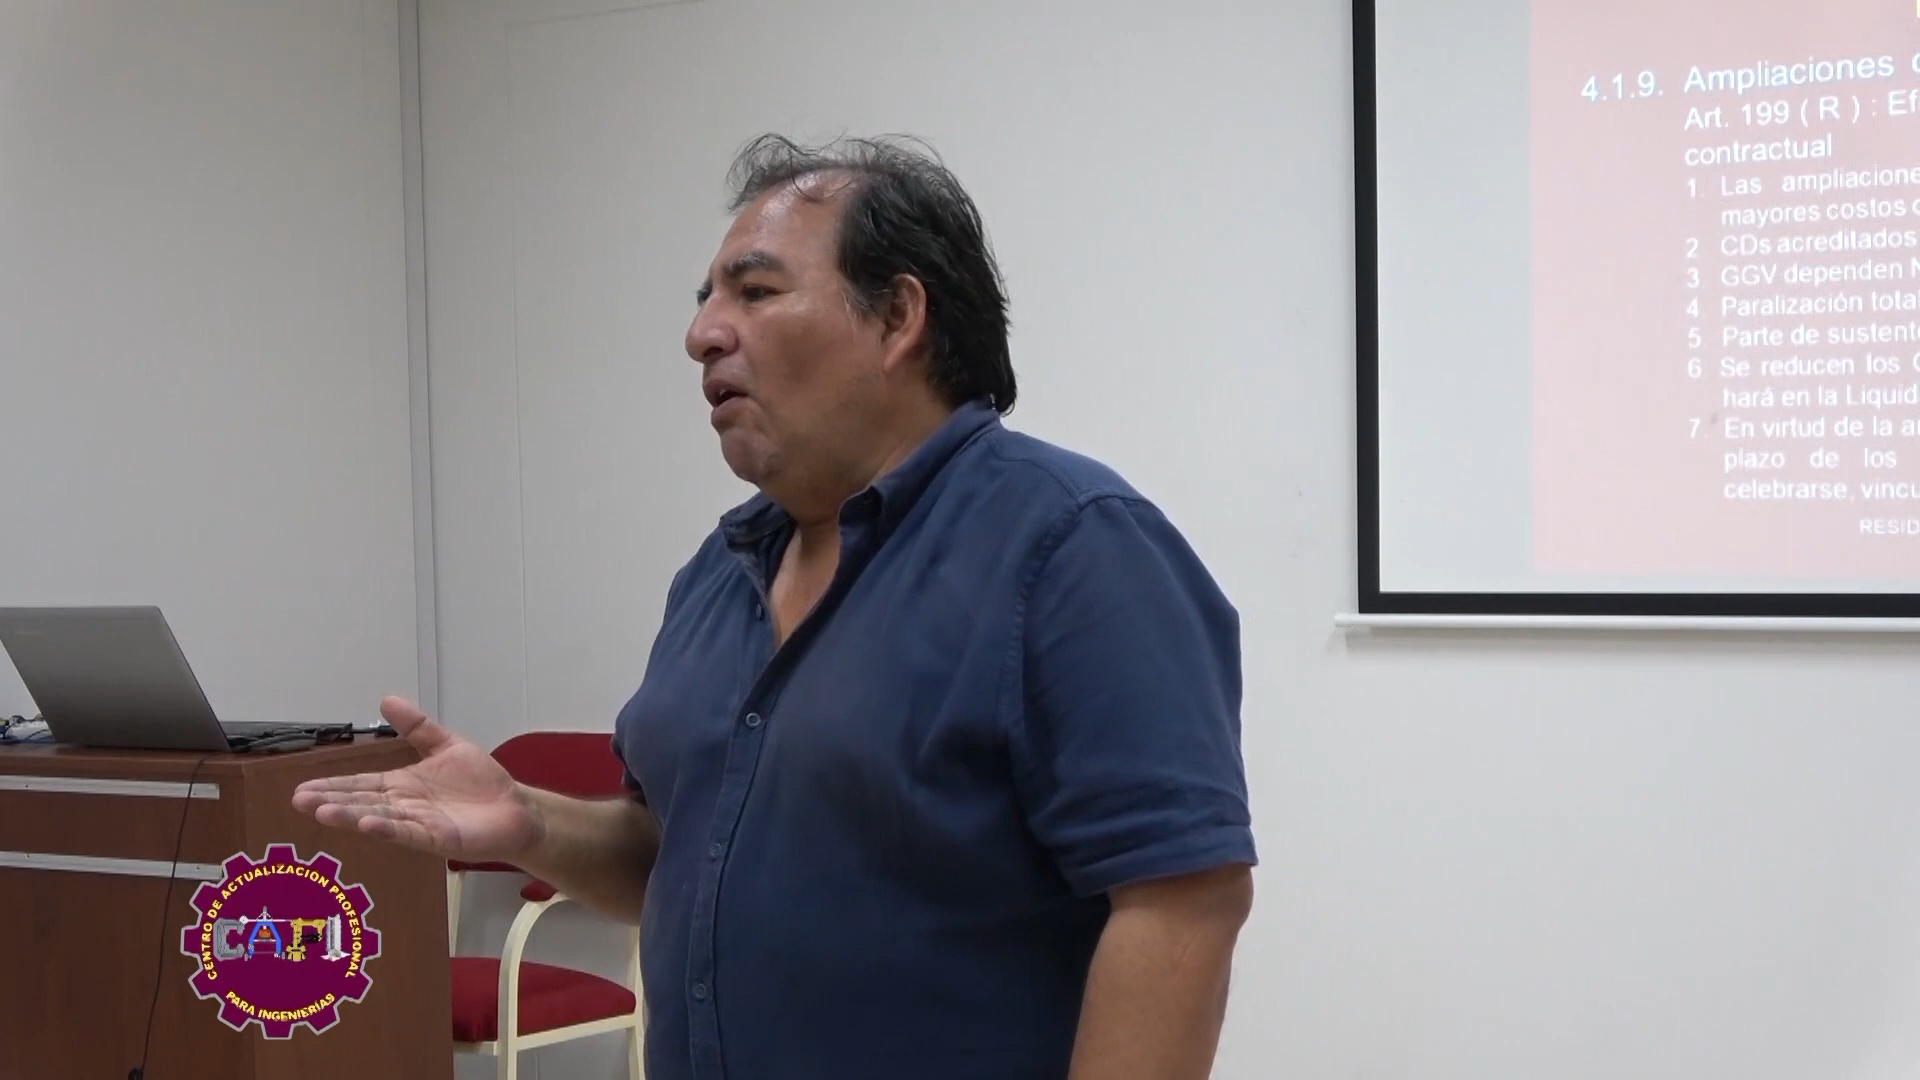 4.1.9. Ampliaciones
Art. 199 ( R ) : Ef
contractual
1. Las ampliacione
mayores costos
2 CDs acreditados
3 GGV dependen
4 Paralización total
5 Parte de sustent
6 Se reducen los
hará en la Liquid
7. En virtud de la
plazo de los
celebrarse, vincu
RESID
CENTRO DE ACTUALIZACION PROFESIONAL
CAPI
PARA INGENIERÍAS